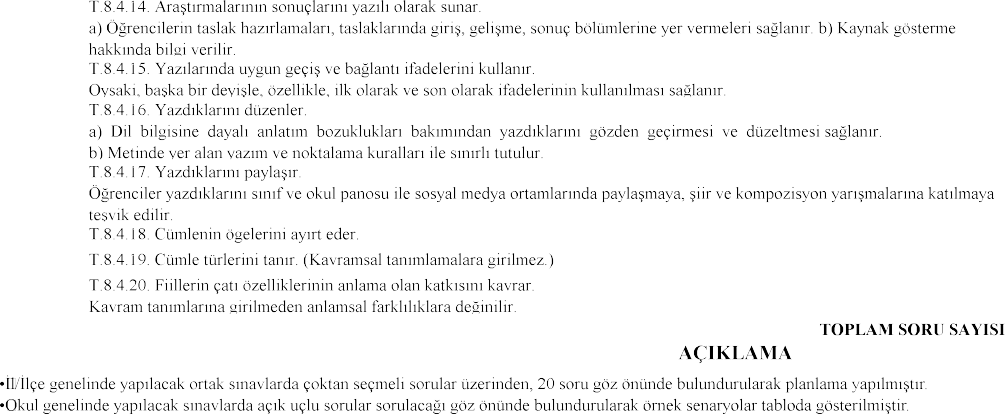 T.8.4.14. Araştırmalarının sonuçlarını yazılı olarak sunar.
a) Öğrencilerin taslak hazırlamaları, taslaklarında giriş, gelişme, sonuç bölümlerine yer vermeleri sağlanır. b) Kaynak gösterme
hakkında bilgi verilir.
T.8.4.15. Yazılarında uygun geçiş ve bağlantı ifadelerini kullanır.
Oysaki, başka bir deyişle, özellikle, ilk olarak ve son olarak ifadelerinin kullanılması sağlanır.
T.8.4.16. Yazdıklarını düzenler.
a) Dil bilgisine dayalı anlatım bozuklukları bakımından yazdıklarını gözden geçirmesi ve düzeltmesi sağlanır.
b) Metinde yer alan yazım ve noktalama kuralları ile sınırlı tutulur.
T.8.4.17. Yazdıklarını paylaşır.
Öğrenciler yazdıklarını sınıf ve okul panosu ile sosyal medya ortamlarında paylaşmaya, şiir ve kompozisyon yarışmalarına katılmaya
teşvik edilir.
T.8.4.18. Cümlenin ögelerini ayırt eder.
T.8.4.19. Cümle türlerini tanır. (Kavramsal tanımlamalara girilmez.)
T.8.4.20. Fiillerin çatı özelliklerinin anlama olan katkısını kavrar.
Kavram tanımlarına girilmeden anlamsal farklılıklara değinilir.
TOPLAM SORU SAYISI
AÇIKLAMA
•İl/İlçe genelinde yapılacak ortak sınavlarda çoktan seçmeli sorular üzerinden, 20 soru göz önünde bulundurularak planlama yapılmıştır.
•Okul genelinde yapılacak sınavlarda açık uçlu sorular sorulacağı göz önünde bulundurularak örnek senaryolar tabloda gösterilmiştir.